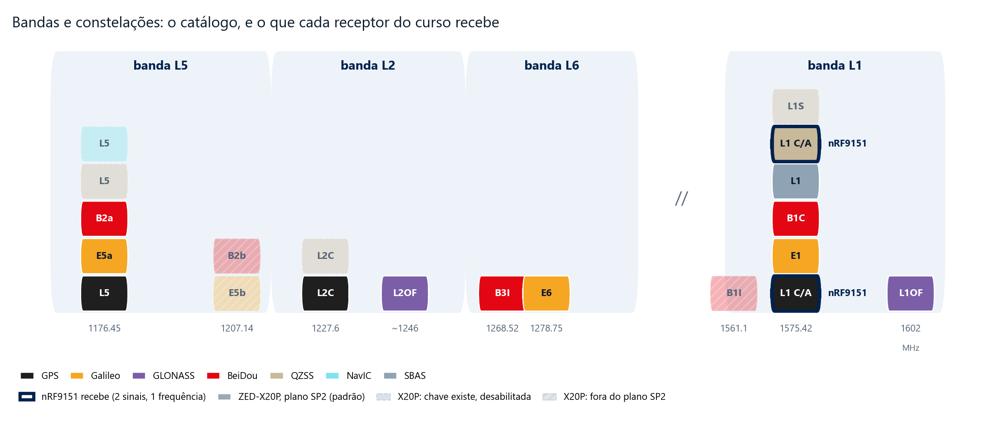 Bandas e constelações: o catálogo, e o que cada receptor do curso recebe
banda L5
banda L2
banda L6
banda L1
L1S
L5
L1 C/A
nRF9151
L5
L1
//
B2a
B1C
E5a
B2b
L2C
E1
L5
E5b
L2C
L2OF
B3I
E6
B1I
L1 C/A
nRF9151
L1OF
1176.45
1207.14
1227.6
~1246
1268.52
1278.75
1561.1
1575.42
1602
MHz
GPS
Galileo
GLONASS
BeiDou
QZSS
NavIC
SBAS
nRF9151 recebe (2 sinais, 1 frequência)
ZED-X20P, plano SP2 (padrão)
X20P: chave existe, desabilitada
X20P: fora do plano SP2